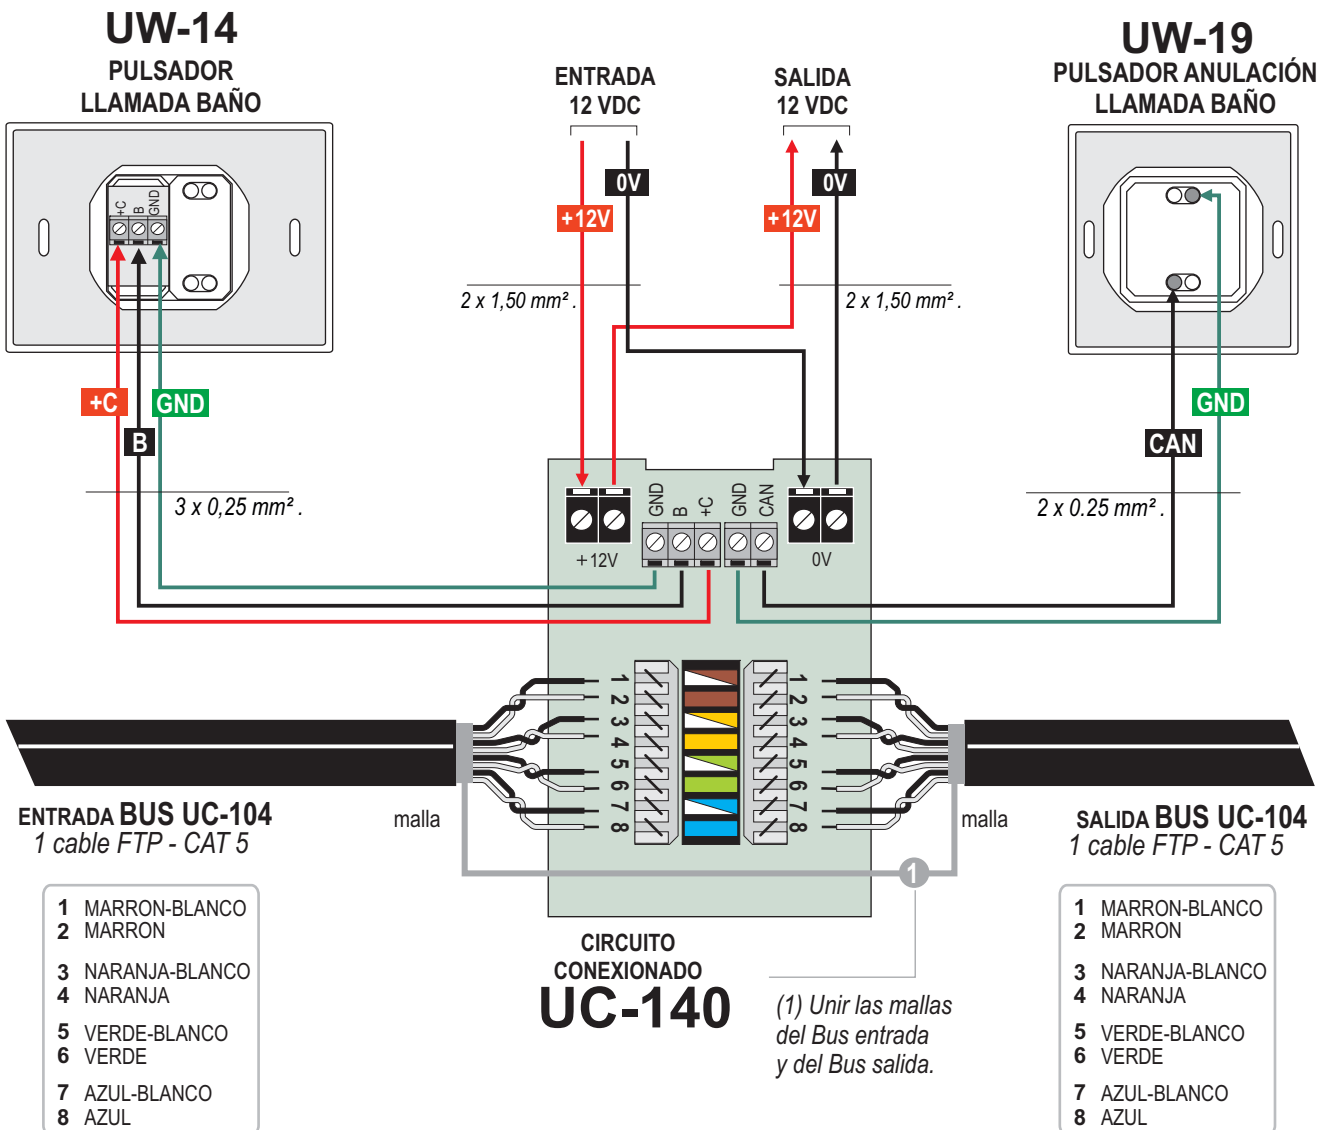 UW-14
PULSADOR
LLAMADA BAÑO
ENTRADA
12 VDC
SALIDA
12 VDC
UW-19
PULSADOR ANULACIÓN
LLAMADA BAÑO
+C
B
GND
0V
+12V
0V
+12V
2 x 1,50 mm² .
2 x 1,50 mm² .
+C
GND
B
3 x 0,25 mm² .
GND
CAN
2 x 0.25 mm² .
GND
B
+C
GND
CAN
+12V
0V
1
2
3
4
5
6
7
8
1
2
3
4
5
6
7
8
ENTRADA BUS UC-104
1 cable FTP - CAT 5
malla
malla
SALIDA BUS UC-104
1 cable FTP - CAT 5
1
1 MARRON-BLANCO
2 MARRON
3 NARANJA-BLANCO
4 NARANJA
5 VERDE-BLANCO
6 VERDE
7 AZUL-BLANCO
8 AZUL
CIRCUITO
CONEXIONADO
UC-140
(1) Unir las mallas
del Bus entrada
y del Bus salida.
1 MARRON-BLANCO
2 MARRON
3 NARANJA-BLANCO
4 NARANJA
5 VERDE-BLANCO
6 VERDE
7 AZUL-BLANCO
8 AZUL